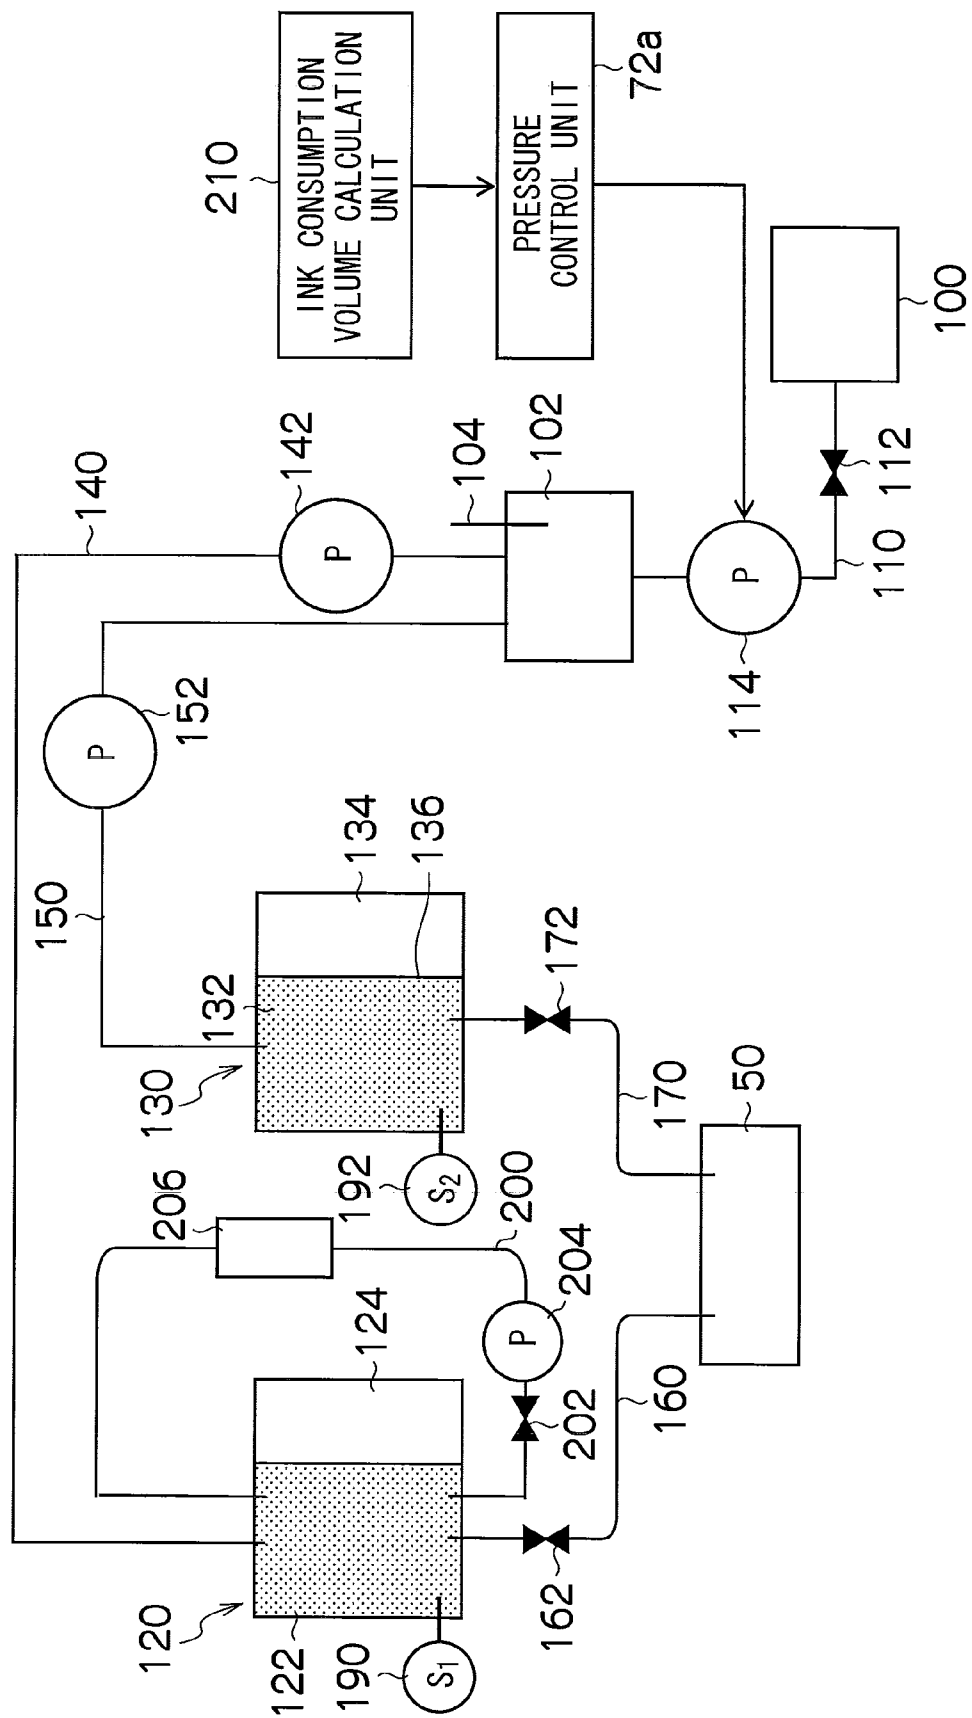 210
INK CONSUMPTION
VOLUME CALCULATION
UNIT
PRESSURE
CONTROL UNIT
72a
140
142
P
104
102
100
112
110
P
114
P
152
150
134
136
132
130
172
S2
192
170
50
206
200
P
204
124
202
160
120
122
S1
190
162